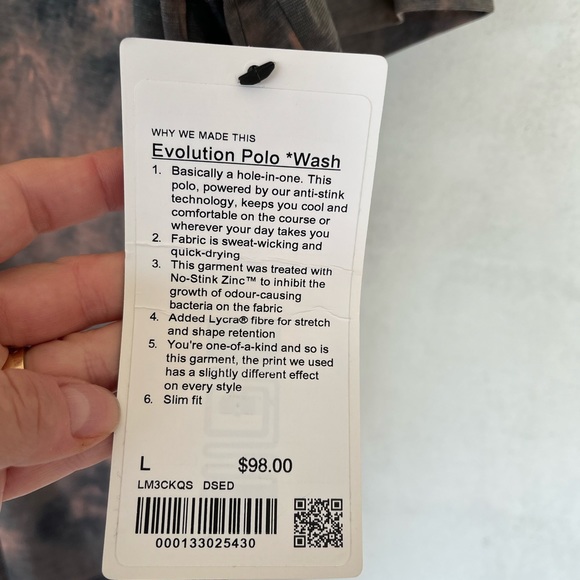 WHY WE MADE THIS
Evolution Polo *Wash
1. Basically a hole-in-one. This
polo, powered by our anti-stink
technology, keeps you cool and
comfortable on the course or
wherever your day takes you
2. Fabric is sweat-wicking and
quick-drying
3. This garment was treated with
No-Stink Zinc™ to inhibit the
growth of odour-causing
bacteria on the fabric
4. Added Lycra® fibre for stretch
and shape retention
5. You're one-of-a-kind and so is
this garment, the print we used
has a slightly different effect
on every style
6. Slim fit
L $98.00
LM3CKQS DSED
000133025430